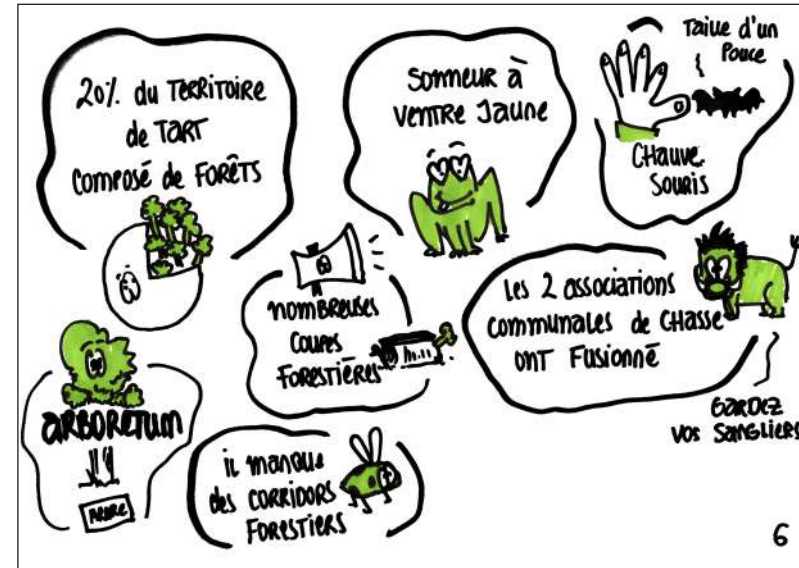 20% du TERRITOIRE
de TART
Composé de FORÊTS
SONNEUR à
VENTRE JAUNE
Taille d'un
Pouce
CHAUVE-
SOURIS
nOMBREUSES
COUPES
FORESTIÈRES
Les 2 associations
communales de CHasse
ONT FUSIONNÉ
GARDEZ
VOS SANGLIERS
ARBORETUM
ARBRE
il manque
des CORRIDORS
FORESTIERS
6